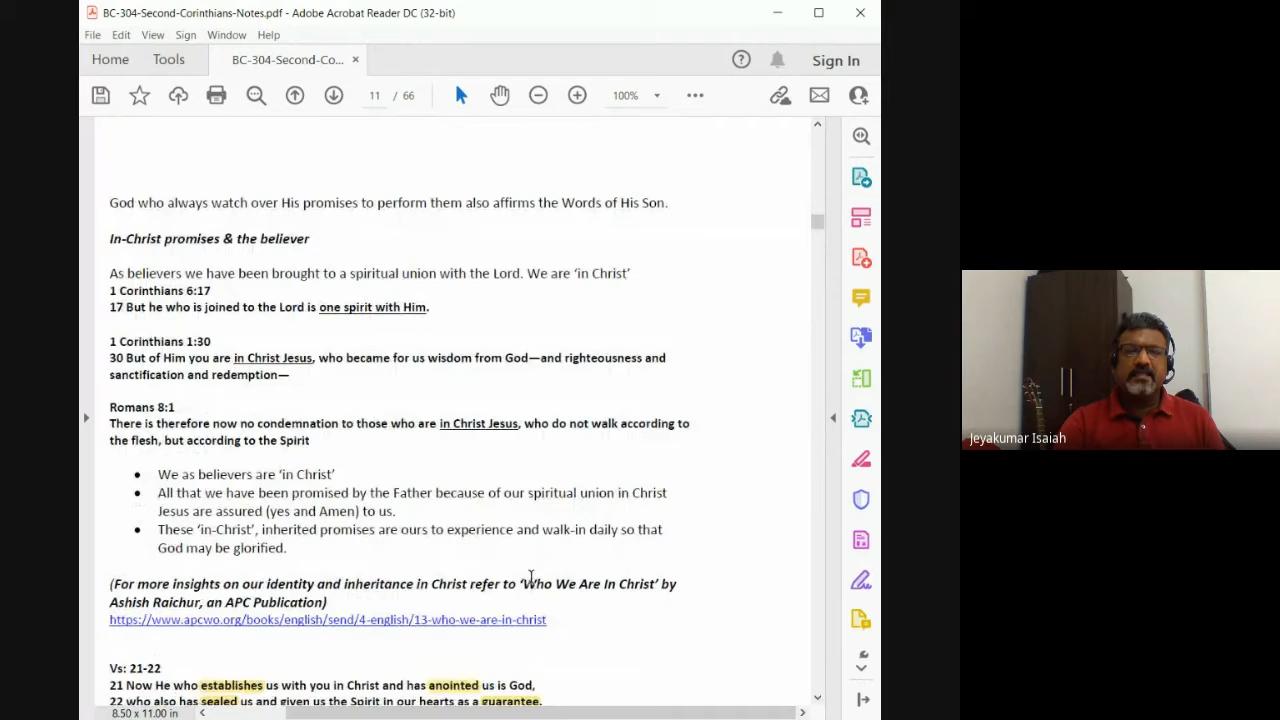 BC-304-Second-Corinthians-Notes.pdf - Adobe Acrobat Reader DC (32-bit)
File Edit View Sign Window Help
Home Tools BC-304-Second-Co... × Sign In
11 / 66 100%
God who always watch over His promises to perform them also affirms the Words of His Son.
In-Christ promises & the believer
As believers we have been brought to a spiritual union with the Lord. We are ‘in Christ’
1 Corinthians 6:17
17 But he who is joined to the Lord is one spirit with Him.
1 Corinthians 1:30
30 But of Him you are in Christ Jesus, who became for us wisdom from God—and righteousness and
sanctification and redemption—
Romans 8:1
There is therefore now no condemnation to those who are in Christ Jesus, who do not walk according to
the flesh, but according to the Spirit
• We as believers are ‘in Christ’
• All that we have been promised by the Father because of our spiritual union in Christ
Jesus are assured (yes and Amen) to us.
• These ‘in-Christ’, inherited promises are ours to experience and walk-in daily so that
God may be glorified.
(For more insights on our identity and inheritance in Christ refer to ‘Who We Are In Christ’ by
Ashish Raichur, an APC Publication)
https://www.apcwo.org/books/english/send/4-english/13-who-we-are-in-christ
Vs: 21-22
21 Now He who establishes us with you in Christ and has anointed us is God,
22 who also has sealed us and given us the Spirit in our hearts as a guarantee.
8.50 x 11.00 in
Jeyakumar Isaiah